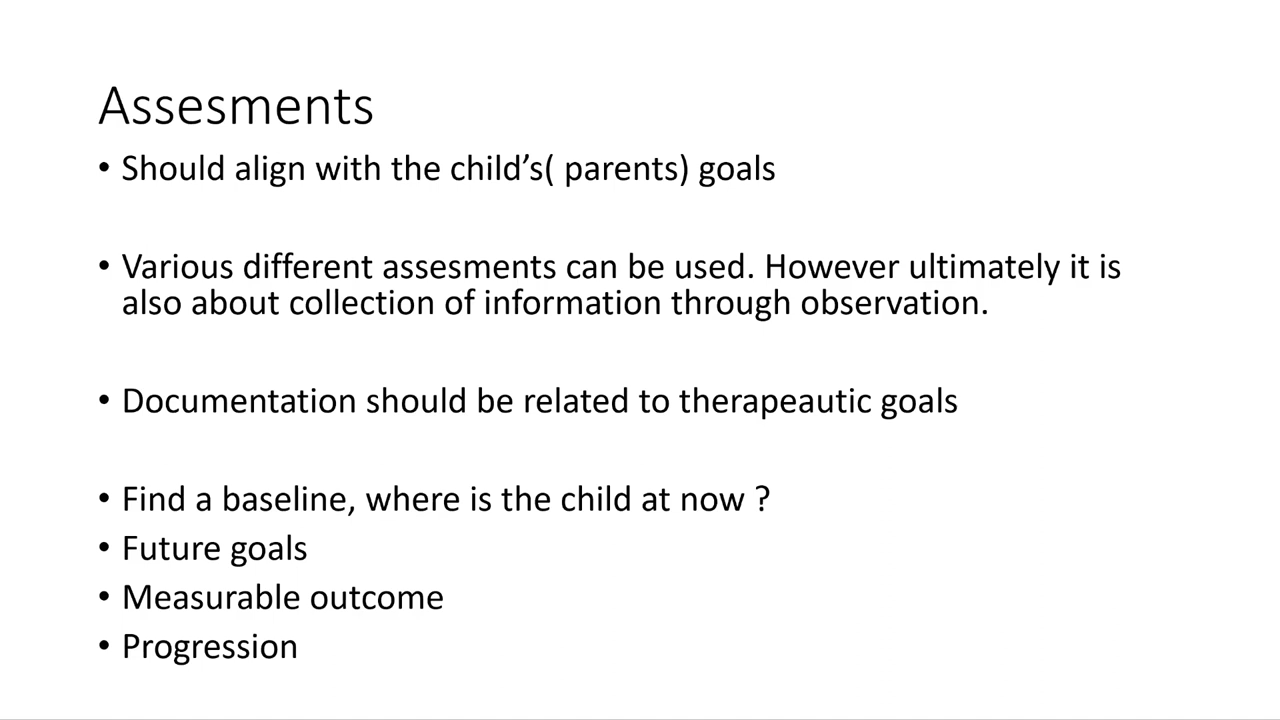 Assesments
• Should align with the child’s( parents) goals
• Various different assesments can be used. However ultimately it is
also about collection of information through observation.
• Documentation should be related to therapeautic goals
• Find a baseline, where is the child at now ?
• Future goals
• Measurable outcome
• Progression